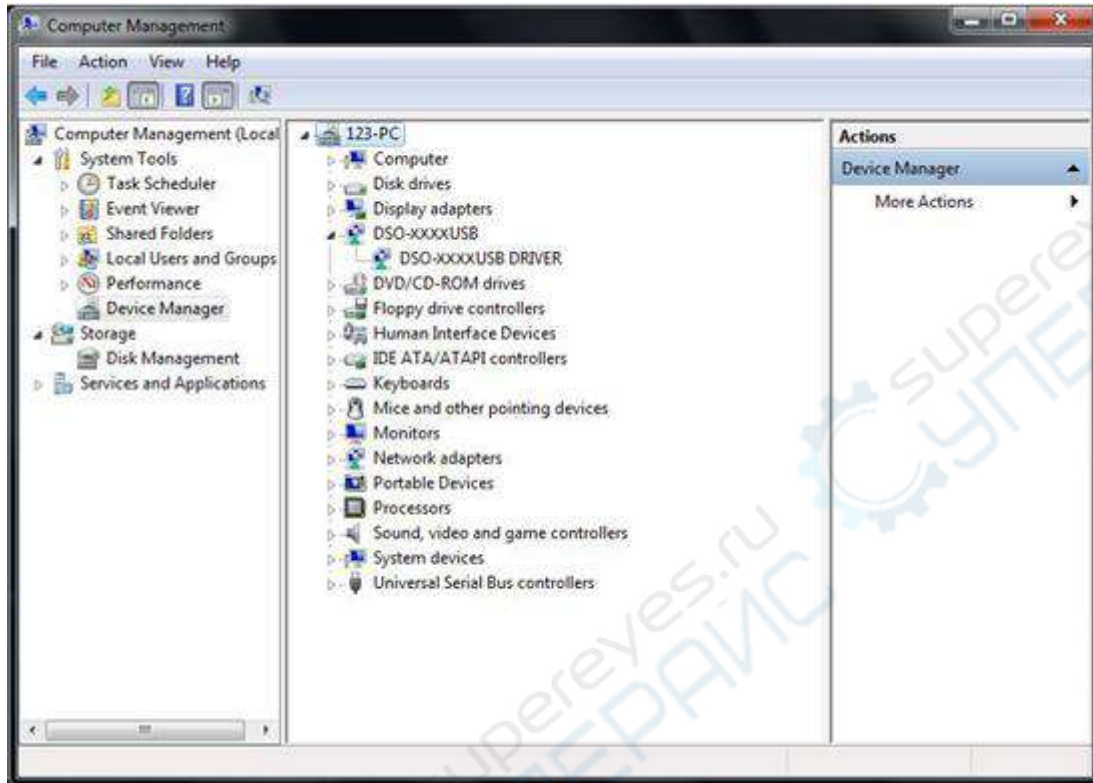 Computer Management
File Action View Help
Computer Management (Local
System Tools
Task Scheduler
Event Viewer
Shared Folders
Local Users and Groups
Performance
Device Manager
Storage
Disk Management
Services and Applications
123-PC
Computer
Disk drives
Display adapters
DSO-XXXXUSB
DSO-XXXXUSB DRIVER
DVD/CD-ROM drives
Floppy drive controllers
Human Interface Devices
IDE ATA/ATAPI controllers
Keyboards
Mice and other pointing devices
Monitors
Network adapters
Portable Devices
Processors
Sound, video and game controllers
System devices
Universal Serial Bus controllers
Actions
Device Manager
More Actions
supereyes.ru